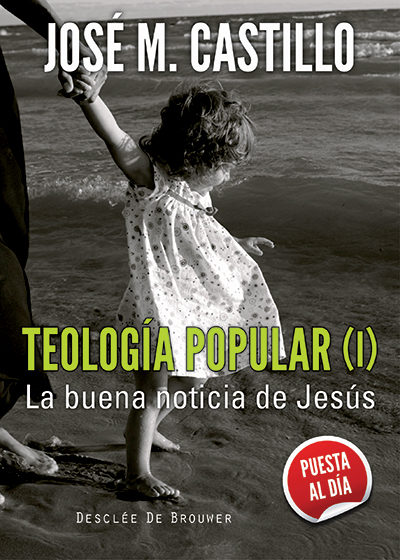 JOSÉ M. CASTILLO
TEOLOGÍA POPULAR (I)
La buena noticia de Jesús
PUESTA
AL DÍA
DESCLÉE DE BROUWER